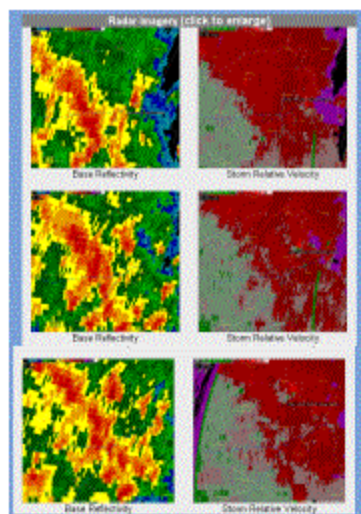 Radar Imagery (click to enlarge)
Base Reflectivity
Storm Relative Velocity
Base Reflectivity
Storm Relative Velocity
Base Reflectivity
Storm Relative Velocity